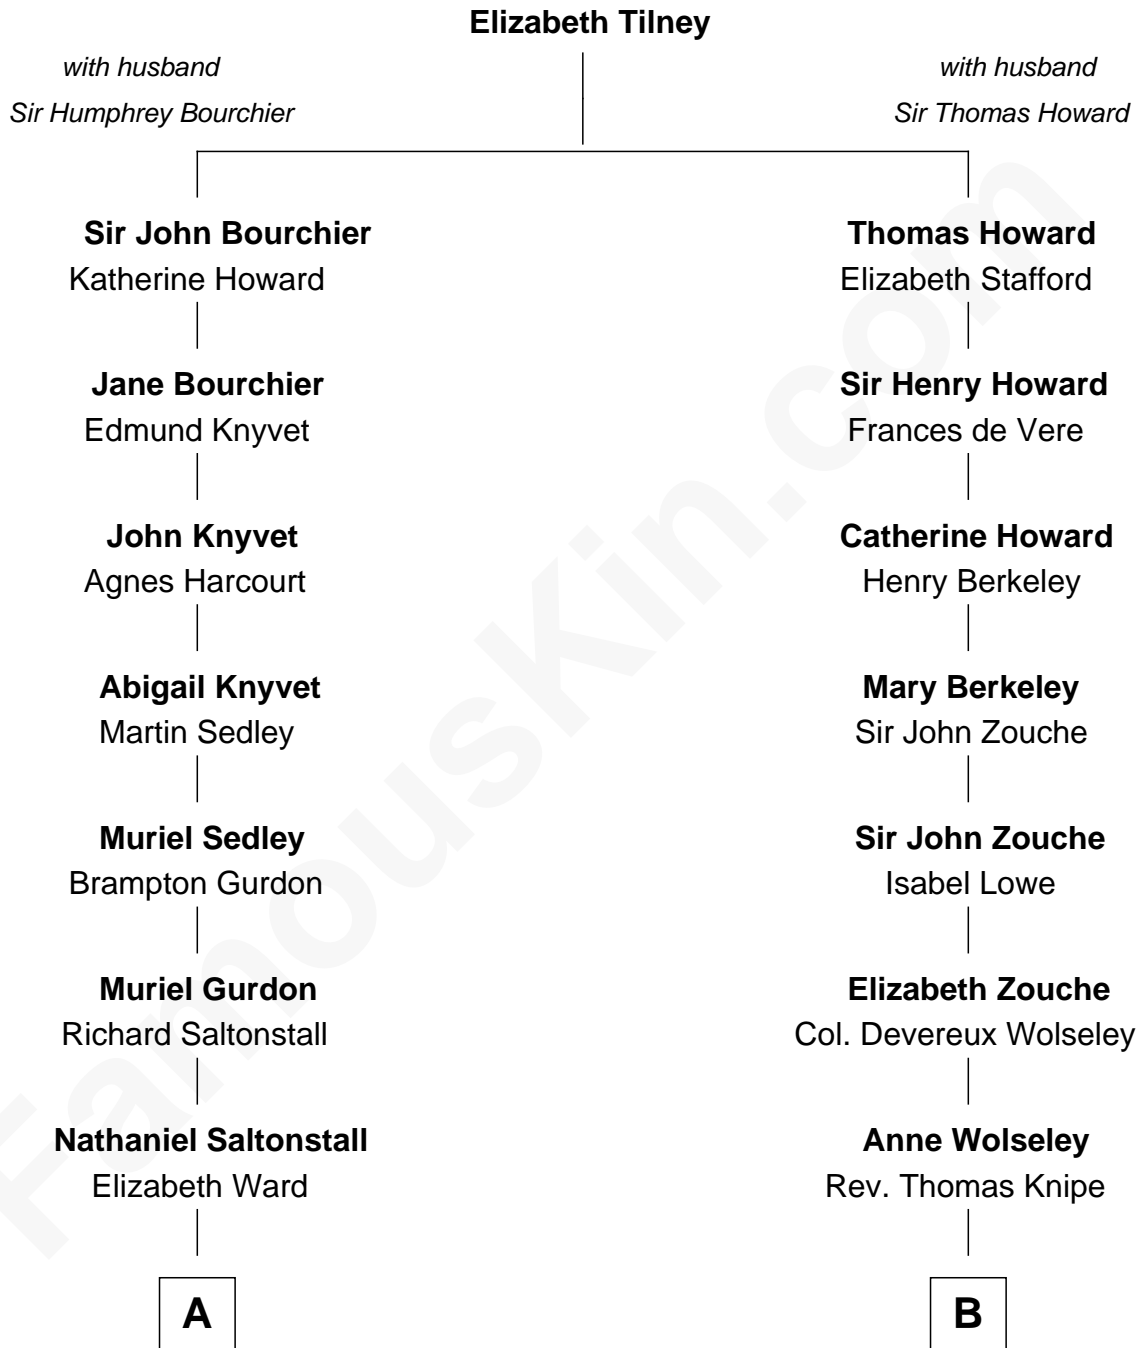 Elizabeth Tilney
with husband
Sir Humphrey Bourchier
with husband
Sir Thomas Howard
Sir John Bourchier
Katherine Howard
Thomas Howard
Elizabeth Stafford
Jane Bourchier
Edmund Knyvet
Sir Henry Howard
Frances de Vere
John Knyvet
Agnes Harcourt
Catherine Howard
Henry Berkeley
Abigail Knyvet
Martin Sedley
Mary Berkeley
Sir John Zouche
Muriel Sedley
Brampton Gurdon
Sir John Zouche
Isabel Lowe
Muriel Gurdon
Richard Saltonstall
Elizabeth Zouche
Col. Devereux Wolseley
Nathaniel Saltonstall
Elizabeth Ward
Anne Wolseley
Rev. Thomas Knipe
A
B
FamousKin.com